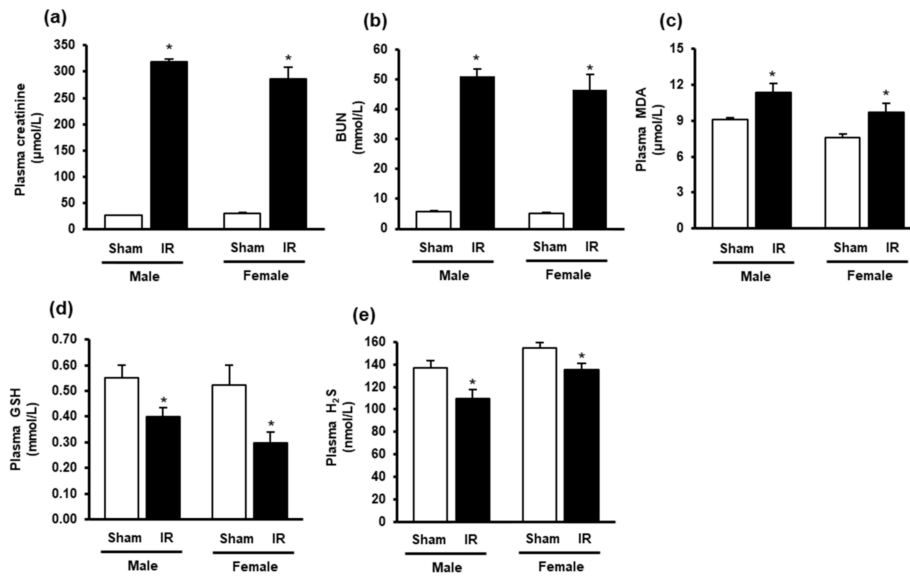 (a)
Plasma creatinine
(μmol/L)
350
300
250
200
150
100
50
0
*
*
Sham IR Sham IR
Male Female
(b)
BUN
(mmol/L)
60
50
40
30
20
10
0
*
*
Sham IR Sham IR
Male Female
(c)
Plasma MDA
(μmol/L)
15
12
9
6
3
0
*
*
Sham IR Sham IR
Male Female
(d)
Plasma GSH
(mmol/L)
0.70
0.60
0.50
0.40
0.30
0.20
0.10
0.00
*
*
Sham IR Sham IR
Male Female
(e)
Plasma H₂S
(nmol/L)
160
140
120
100
80
60
40
20
0
*
*
Sham IR Sham IR
Male Female